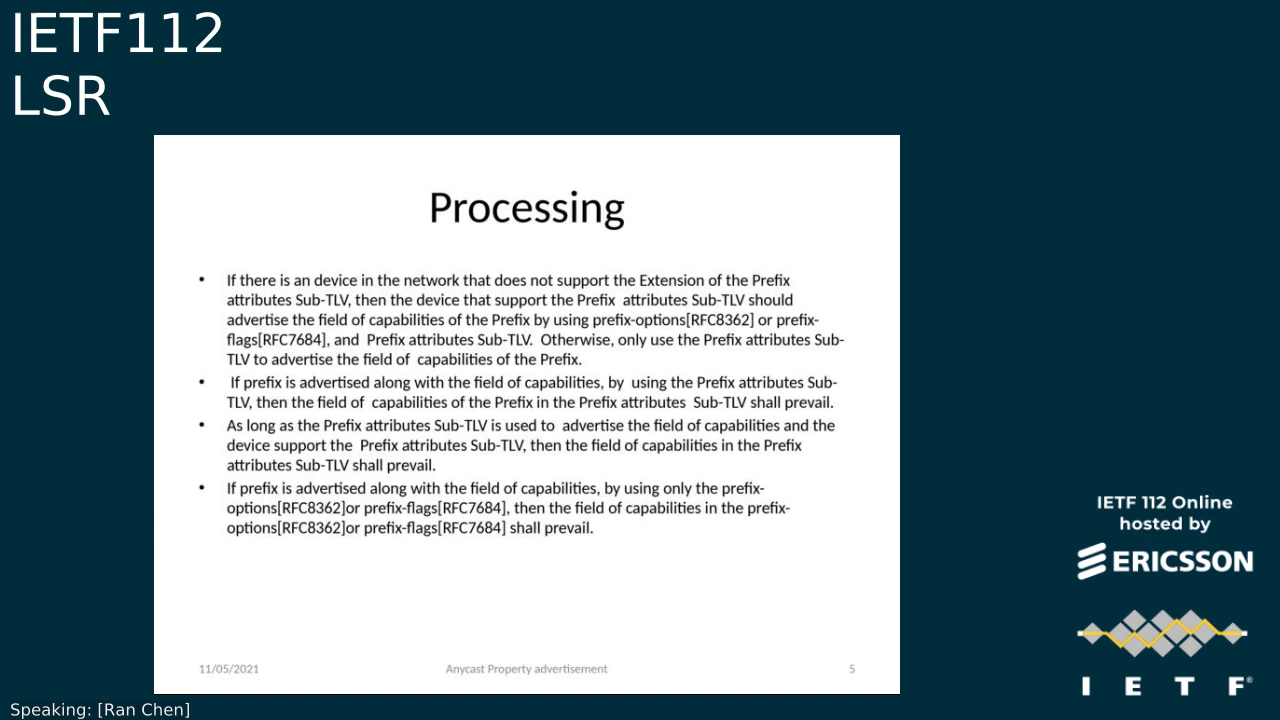 IETF112
LSR
Processing
• If there is an device in the network that does not support the Extension of the Prefix
attributes Sub-TLV, then the device that support the Prefix  attributes Sub-TLV should
advertise the field of capabilities of the Prefix by using prefix-options[RFC8362] or prefix-
flags[RFC7684], and  Prefix attributes Sub-TLV.  Otherwise, only use the Prefix attributes Sub-
TLV to advertise the field of  capabilities of the Prefix.
•  If prefix is advertised along with the field of capabilities, by  using the Prefix attributes Sub-
TLV, then the field of  capabilities of the Prefix in the Prefix attributes  Sub-TLV shall prevail.
• As long as the Prefix attributes Sub-TLV is used to  advertise the field of capabilities and the
device support the  Prefix attributes Sub-TLV, then the field of capabilities in the Prefix
attributes Sub-TLV shall prevail.
• If prefix is advertised along with the field of capabilities, by using only the prefix-
options[RFC8362]or prefix-flags[RFC7684], then the field of capabilities in the prefix-
options[RFC8362]or prefix-flags[RFC7684] shall prevail.
11/05/2021 Anycast Property advertisement 5
IETF 112 Online
hosted by
ERICSSON
I E T F®
Speaking: [Ran Chen]